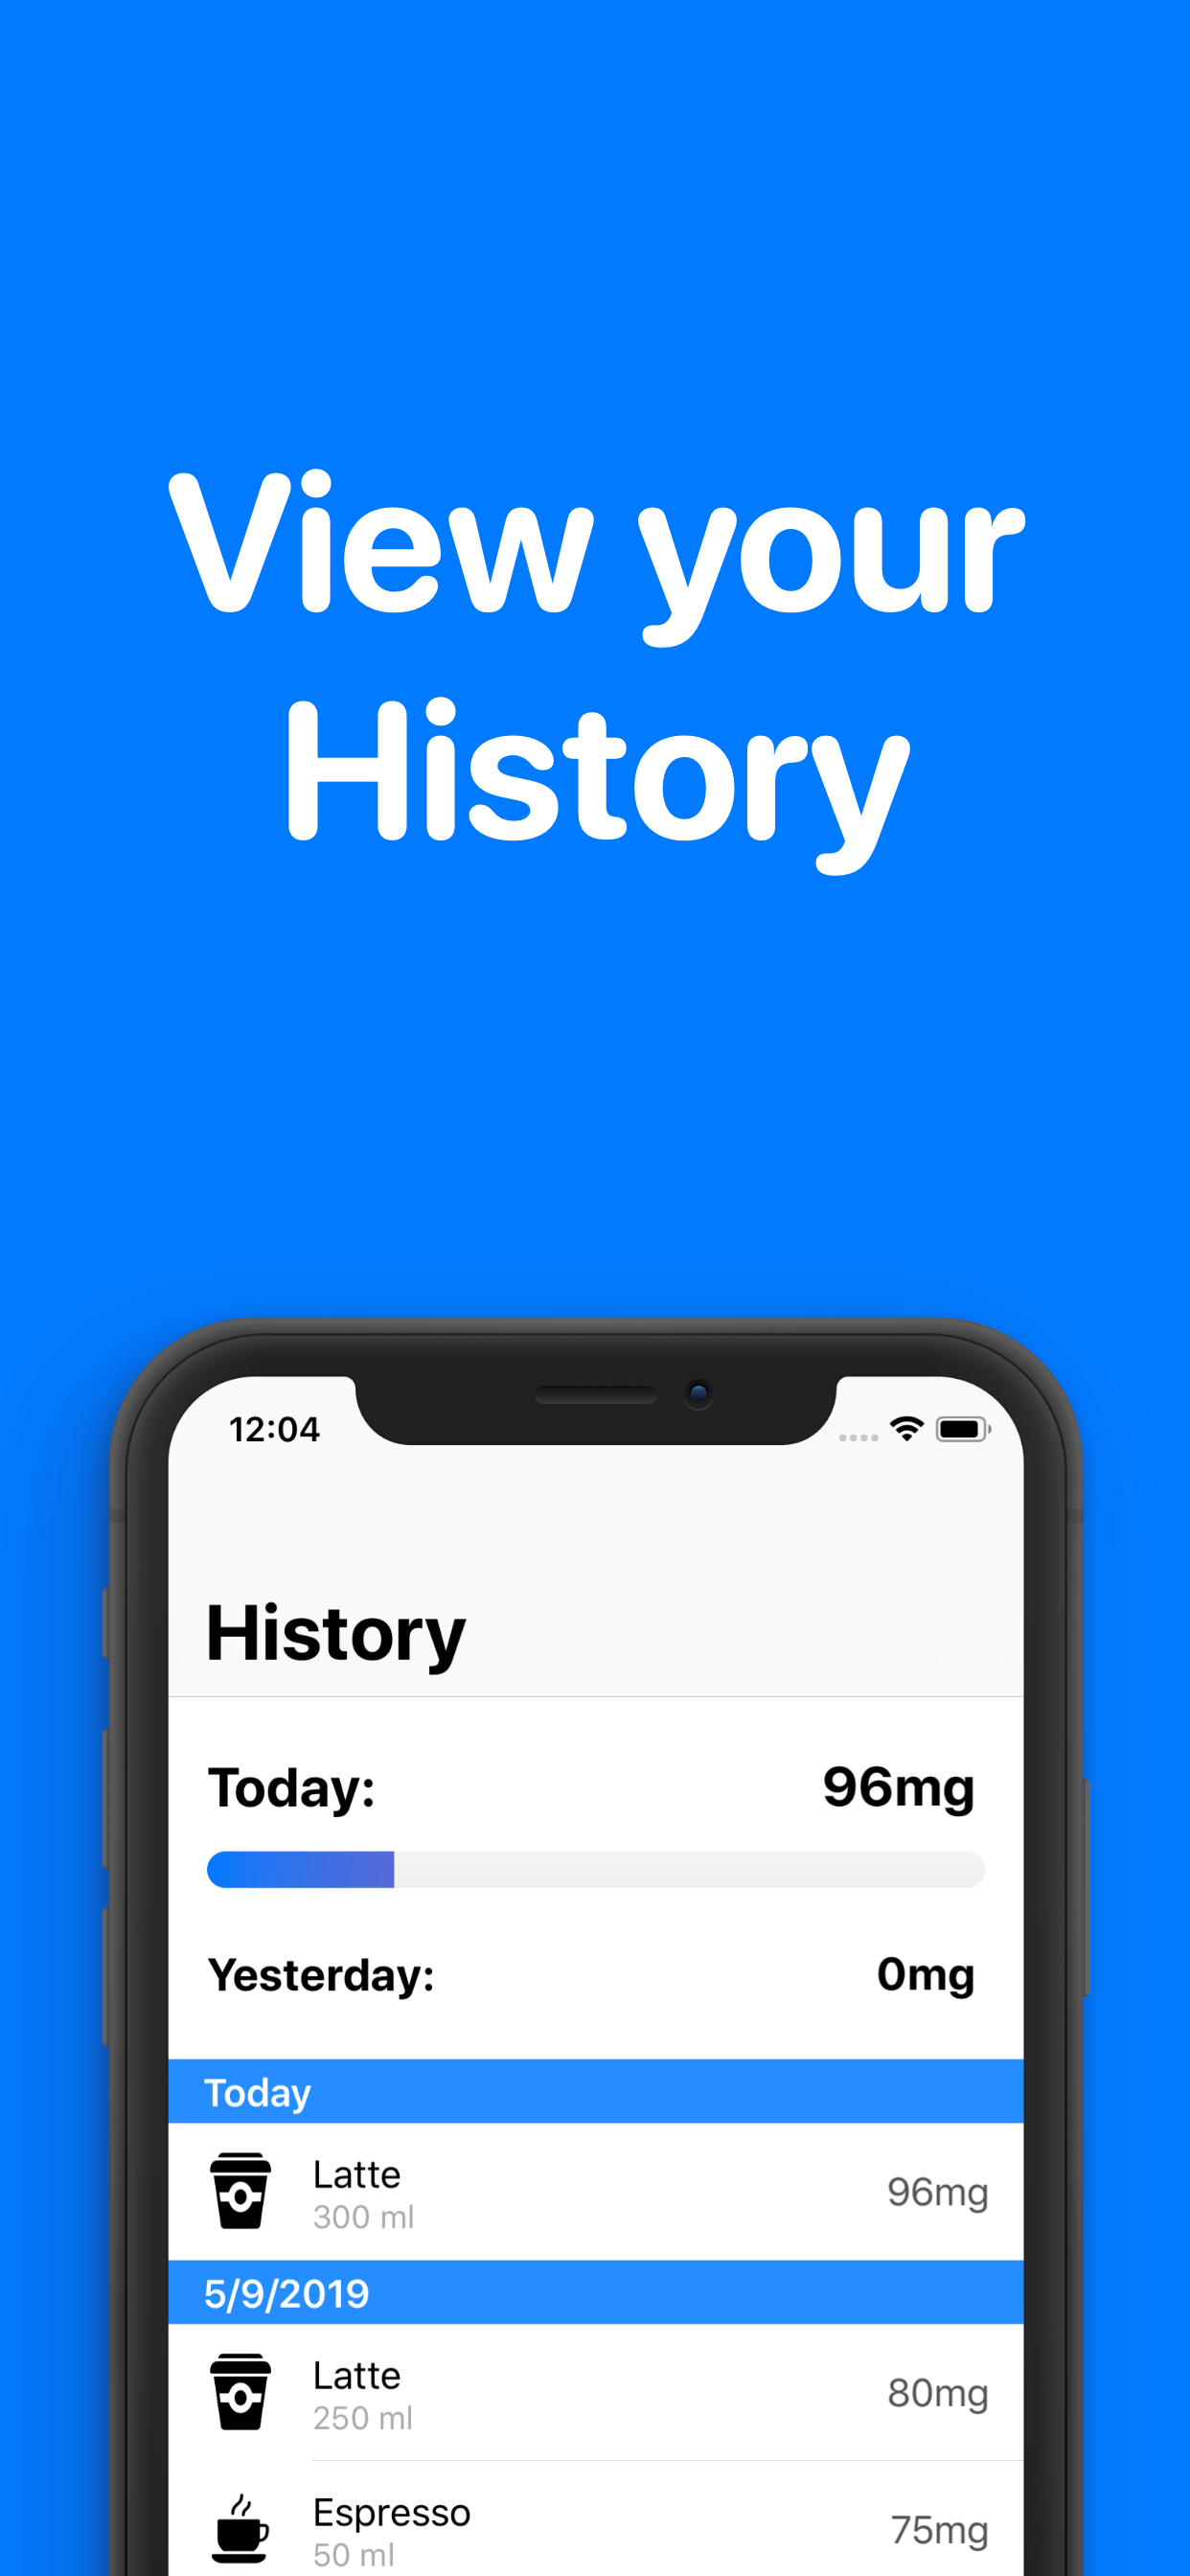 View your
History
12:04
History
Today: 96mg
Yesterday: 0mg
Today
Latte
300 ml
96mg
5/9/2019
Latte
250 ml
80mg
Espresso
50 ml
75mg